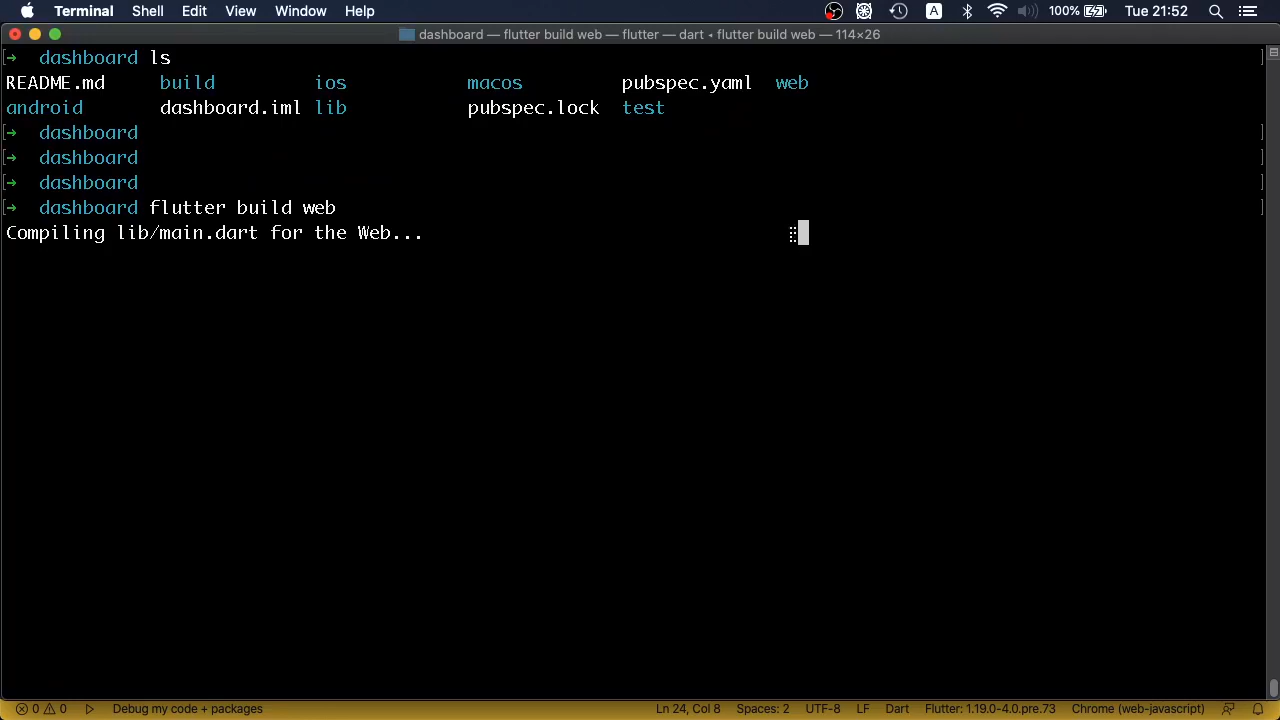 Terminal Shell Edit View Window Help A 100% Tue 21:52
dashboard — flutter build web — flutter — dart ◂ flutter build web — 114×26
[→ dashboard ls ]
README.md build ios macos pubspec.yaml web
android dashboard.iml lib pubspec.lock test
[→ dashboard ]
[→ dashboard ]
[→ dashboard ]
[→ dashboard flutter build web ]
Compiling lib/main.dart for the Web...
0 0 Debug my code + packages Ln 24, Col 8 Spaces: 2 UTF-8 LF Dart Flutter: 1.19.0-4.0.pre.73 Chrome (web-javascript)